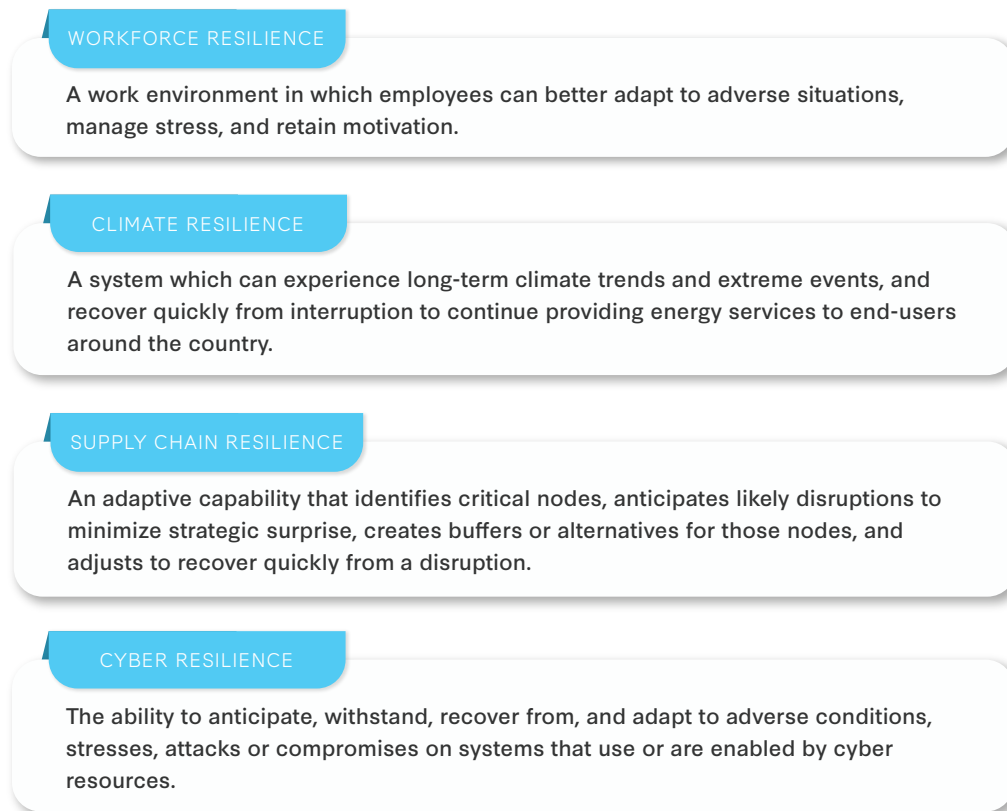 WORKFORCE RESILIENCE
A work environment in which employees can better adapt to adverse situations,
manage stress, and retain motivation.
CLIMATE RESILIENCE
A system which can experience long-term climate trends and extreme events, and
recover quickly from interruption to continue providing energy services to end-users
around the country.
SUPPLY CHAIN RESILIENCE
An adaptive capability that identifies critical nodes, anticipates likely disruptions to
minimize strategic surprise, creates buffers or alternatives for those nodes, and
adjusts to recover quickly from a disruption.
CYBER RESILIENCE
The ability to anticipate, withstand, recover from, and adapt to adverse conditions,
stresses, attacks or compromises on systems that use or are enabled by cyber
resources.